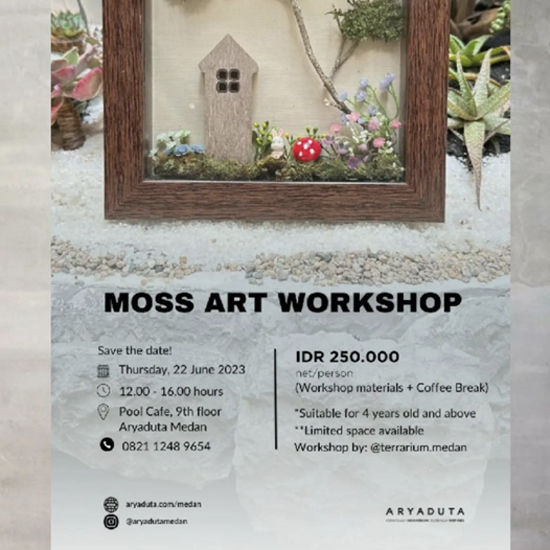 MOSS ART WORKSHOP
Save the date!
Thursday, 22 June 2023
12.00 - 16.00 hours
Pool Cafe, 9th floor
Aryaduta Medan
0821 1248 9654
IDR 250.000
net/person
(Workshop materials + Coffee Break)
*Suitable for 4 years old and above
**Limited space available
Workshop by: @terrarium.medan
aryaduta.com/medan
@aryadutamedan
ARYADUTA